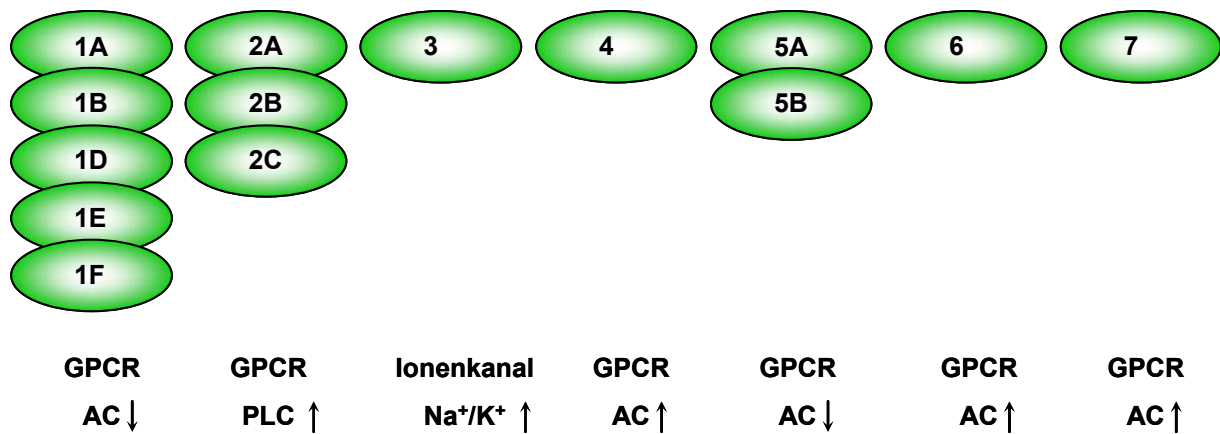 1A 2A 3 4 5A 6 7
1B 2B 5B
1D 2C
1E
1F
GPCR GPCR Ionenkanal GPCR GPCR GPCR GPCR
AC↓ PLC ↑ Na⁺/K⁺ ↑ AC↑ AC↓ AC↑ AC↑